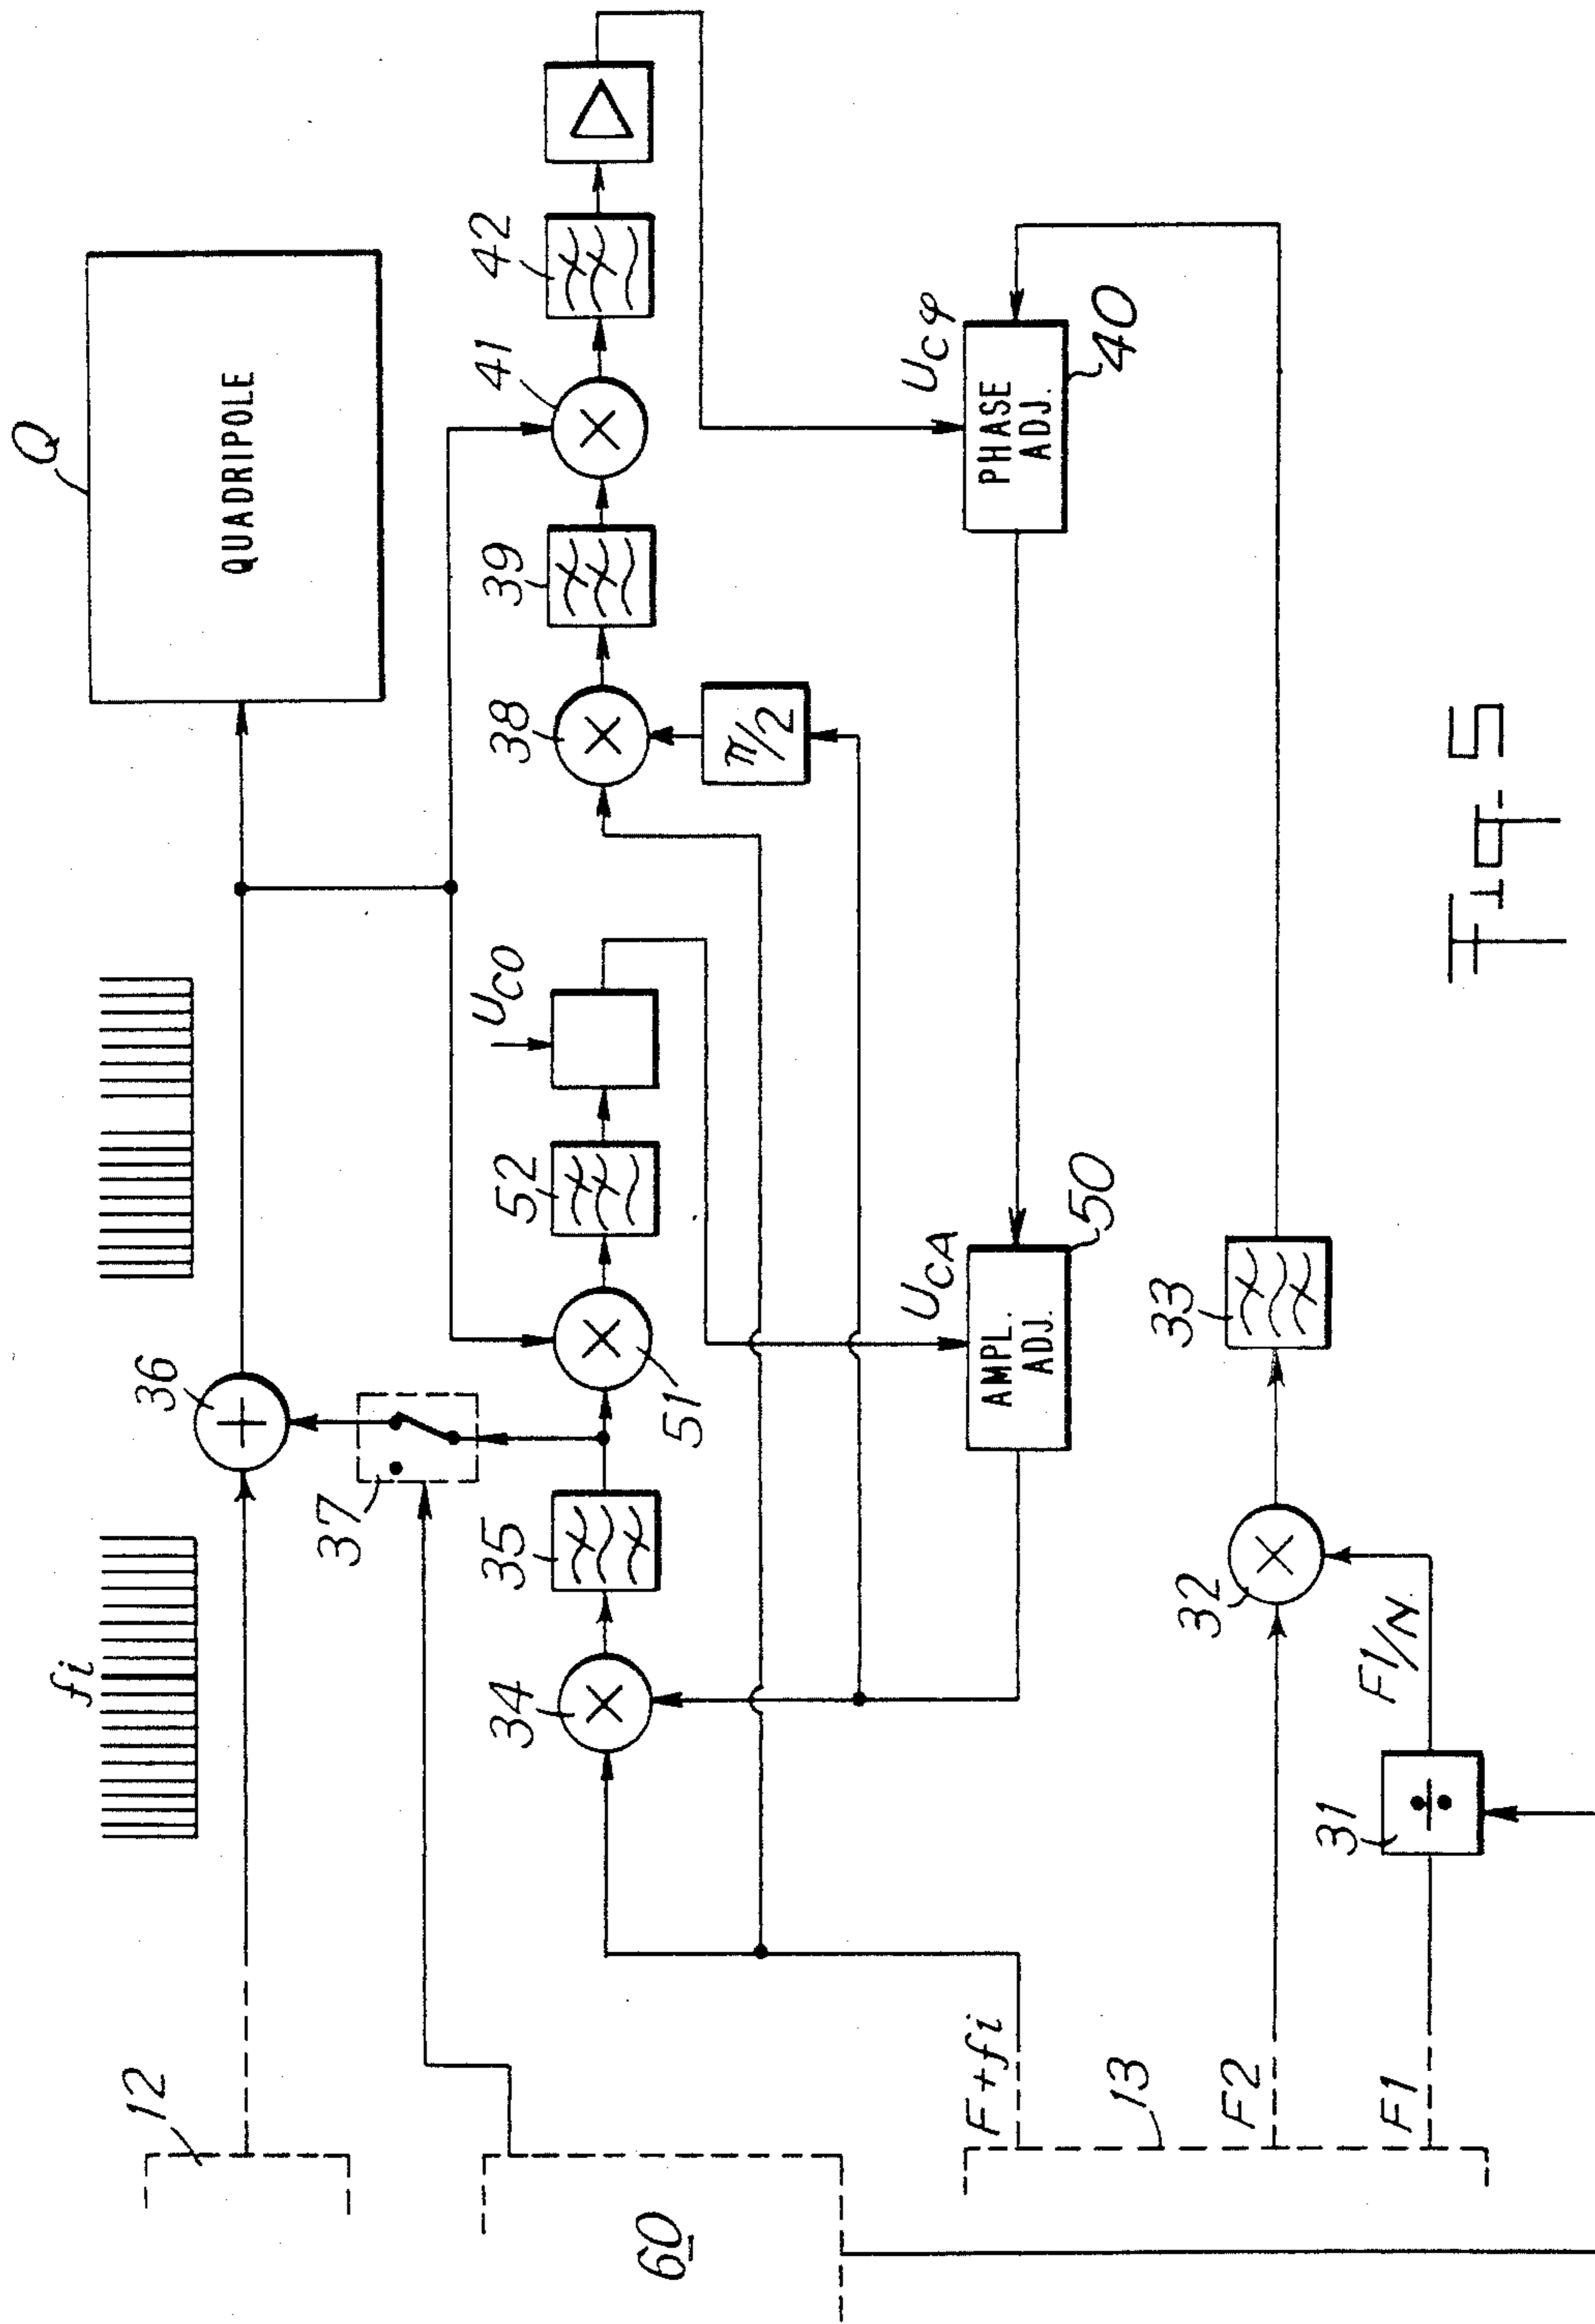 Q
QUADRIPOLE
fi
36
12
37
42
41
39
38
π/2
UCO
52
51
35
34
UCφ
PHASE
ADJ.
40
UCA
AMPL.
ADJ.
50
33
32
F1/N
31
60
F+fi
13
F2
F1
Fig. 5